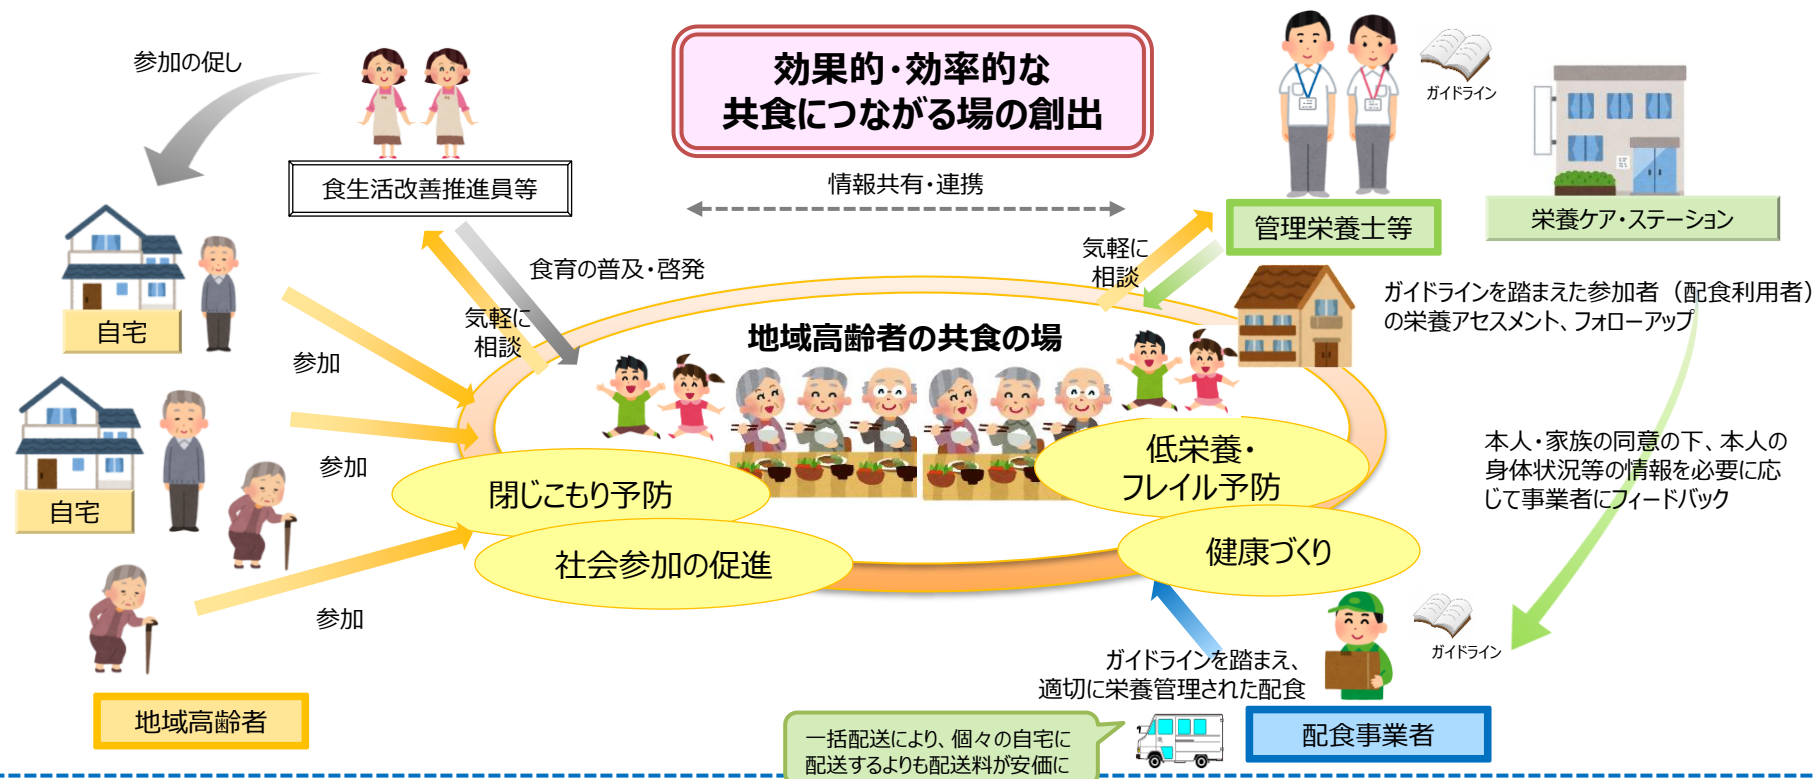 参加の促し
効果的・効率的な
共食につながる場の創出
ガイドライン
食生活改善推進員等
情報共有・連携
管理栄養士等
栄養ケア・ステーション
食育の普及・啓発
気軽に
相談
気軽に
相談
自宅
参加
地域高齢者の共食の場
ガイドラインを踏まえた参加者（配食利用者）
の栄養アセスメント、フォローアップ
自宅
参加
閉じこもり予防
社会参加の促進
低栄養・
フレイル予防
健康づくり
本人・家族の同意の下、本人の
身体状況等の情報を必要に応
じて事業者にフィードバック
参加
地域高齢者
ガイドラインを踏まえ、
適切に栄養管理された配食
ガイドライン
配食事業者
一括配送により、個々の自宅に
配送するよりも配送料が安価に